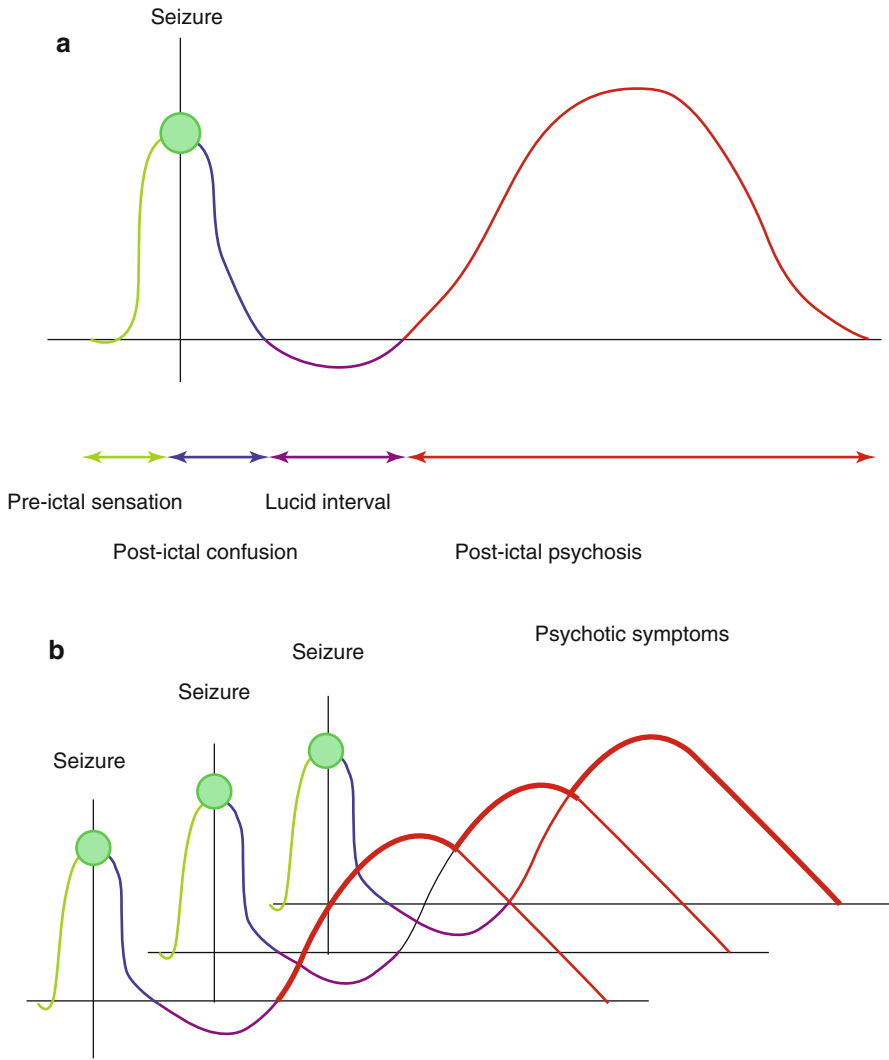 Seizure
a
Pre-ictal sensation
Lucid interval
Post-ictal confusion
Post-ictal psychosis
Psychotic symptoms
b
Seizure
Seizure
Seizure